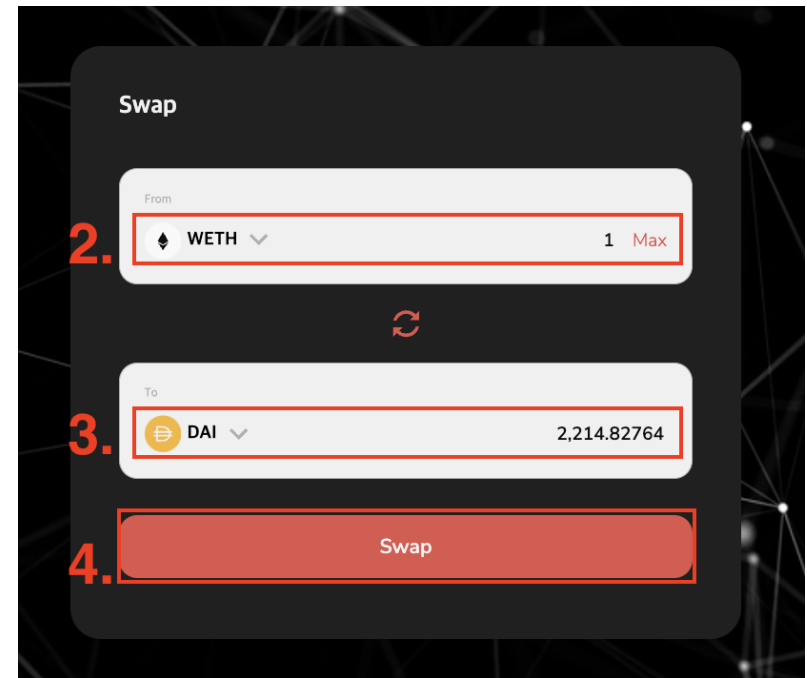 Swap
From
2. WETH 1 Max
To
3. DAI 2,214.82764
4. Swap